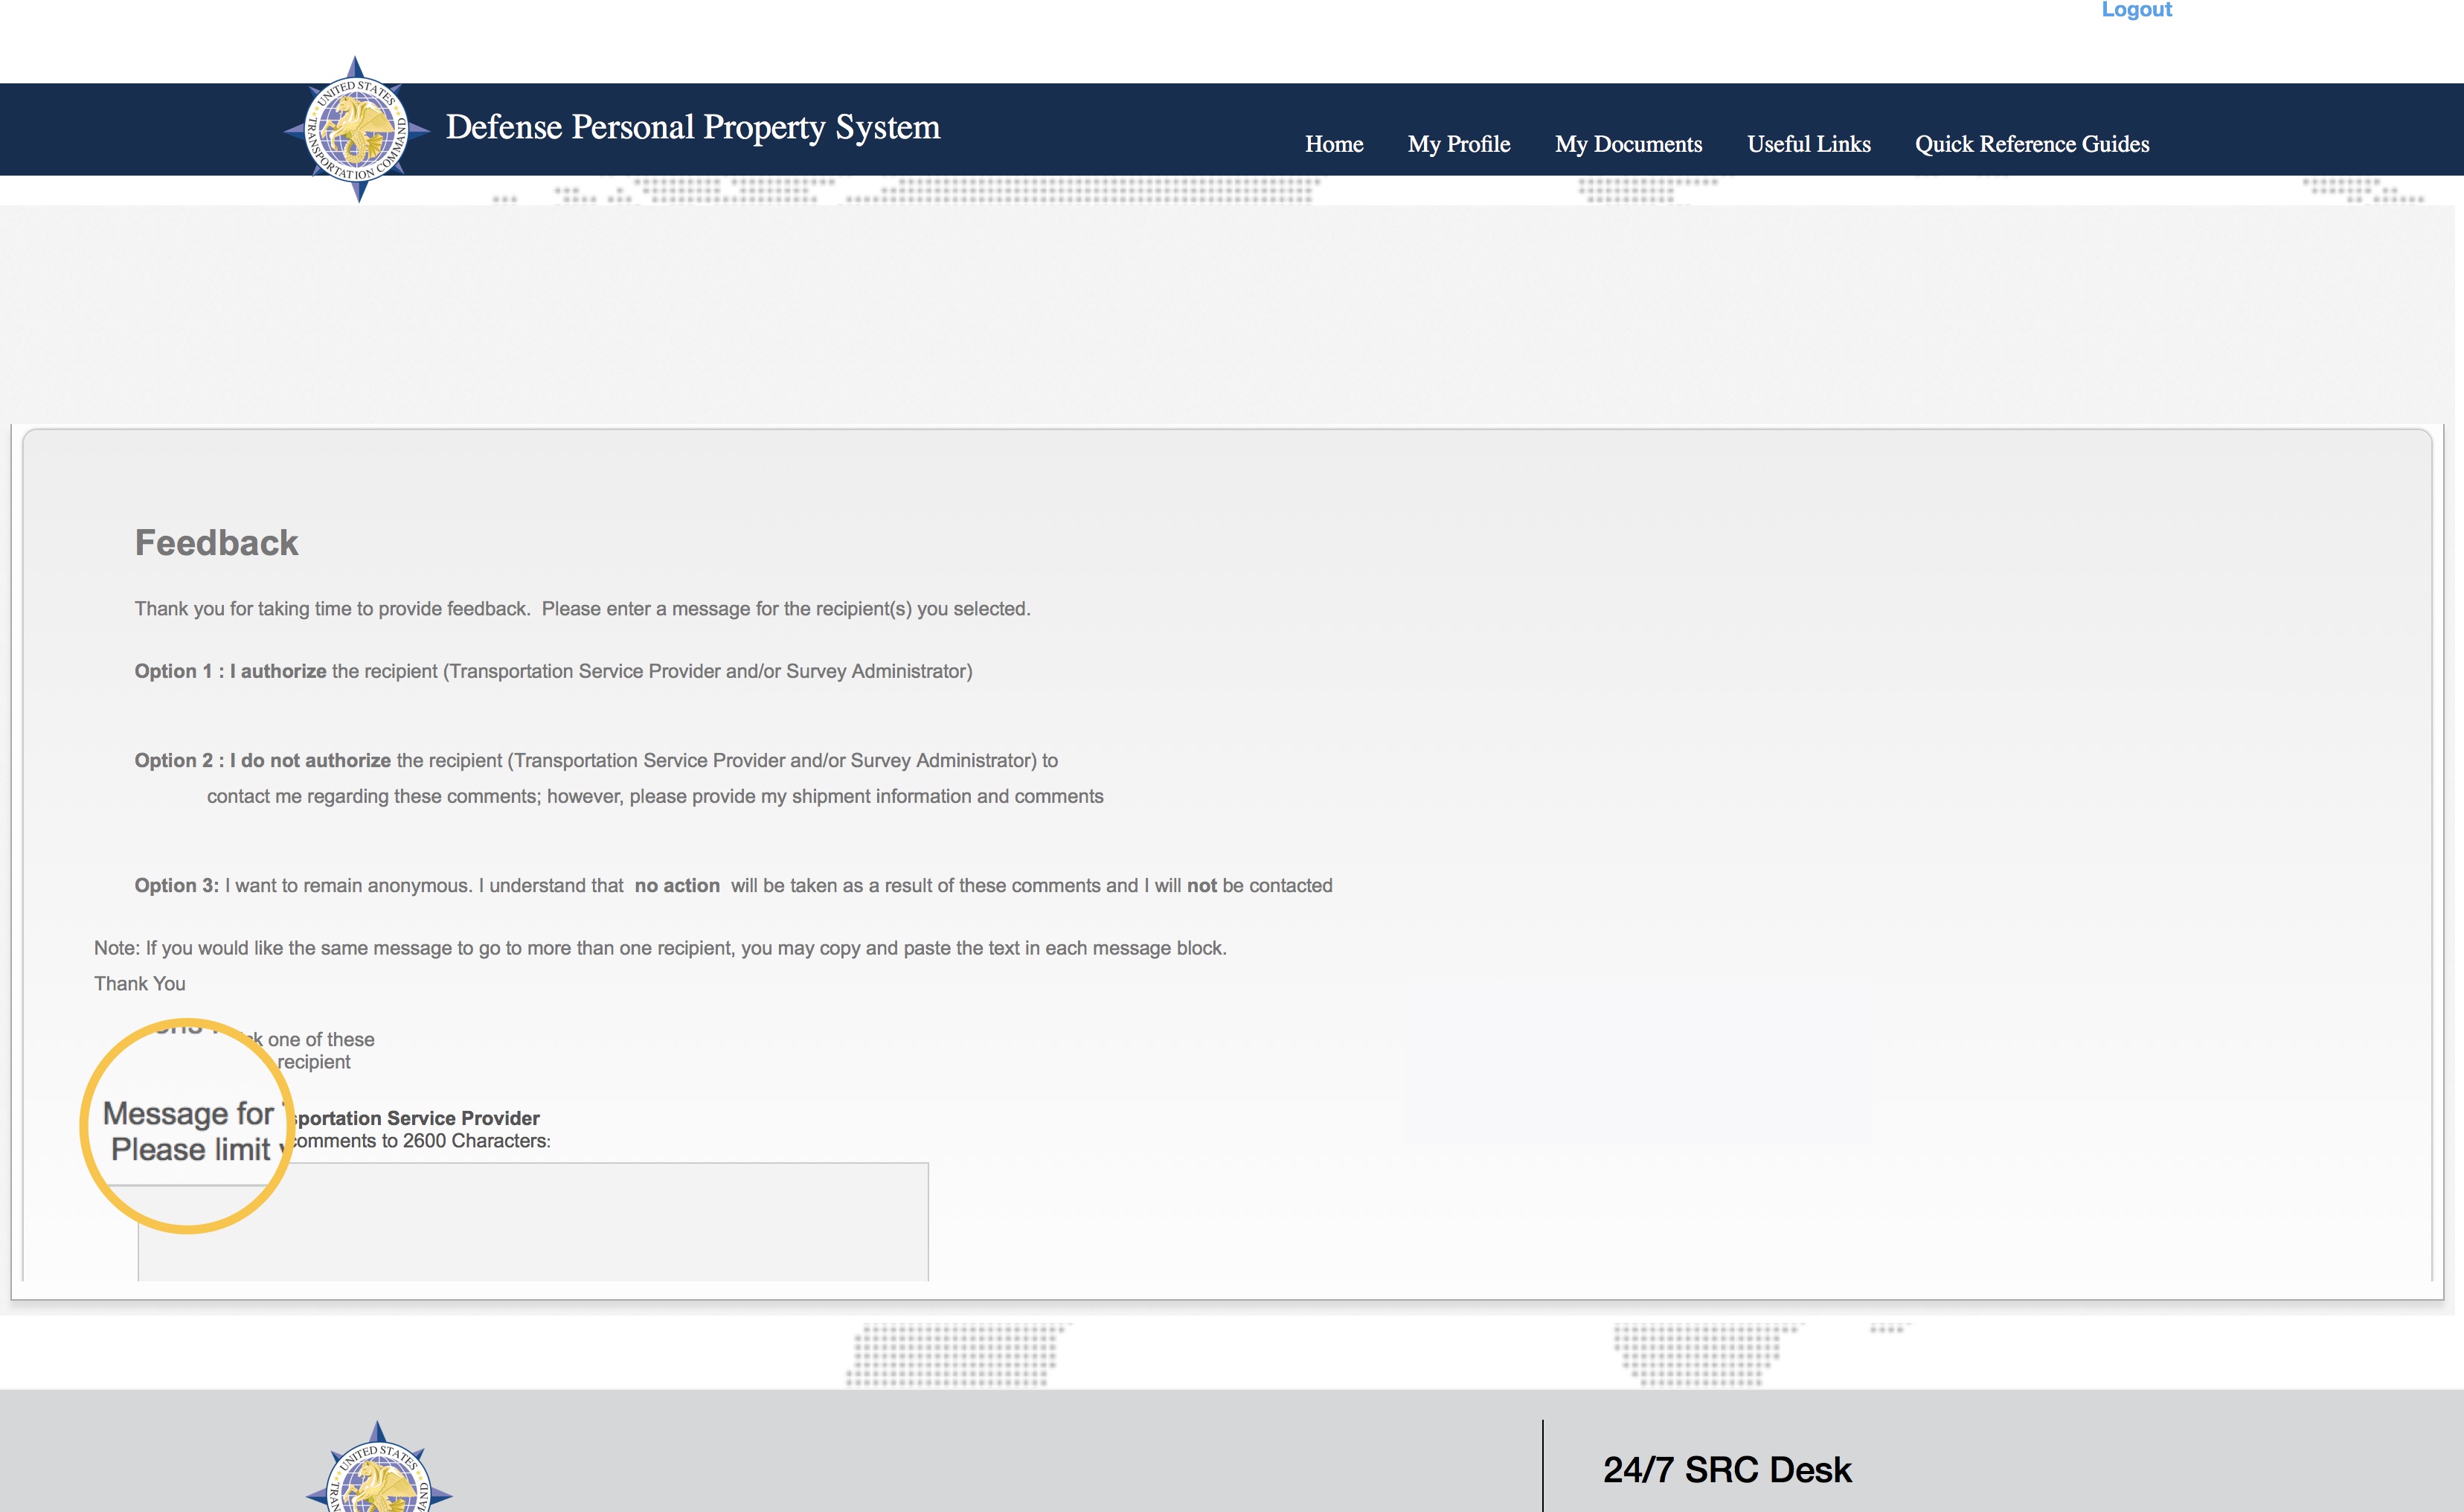 Logout
UNITED STATES
TRANSPORTATION COMMAND
Defense Personal Property System
Home My Profile My Documents Useful Links Quick Reference Guides
Feedback
Thank you for taking time to provide feedback. Please enter a message for the recipient(s) you selected.
Option 1 : I authorize the recipient (Transportation Service Provider and/or Survey Administrator)
Option 2 : I do not authorize the recipient (Transportation Service Provider and/or Survey Administrator) to
contact me regarding these comments; however, please provide my shipment information and comments
Option 3: I want to remain anonymous. I understand that no action will be taken as a result of these comments and I will not be contacted
Note: If you would like the same message to go to more than one recipient, you may copy and paste the text in each message block.
Thank You
one of these
recipient
Message for sportation Service Provider
Please limit comments to 2600 Characters:
UNITED STATES
24/7 SRC Desk